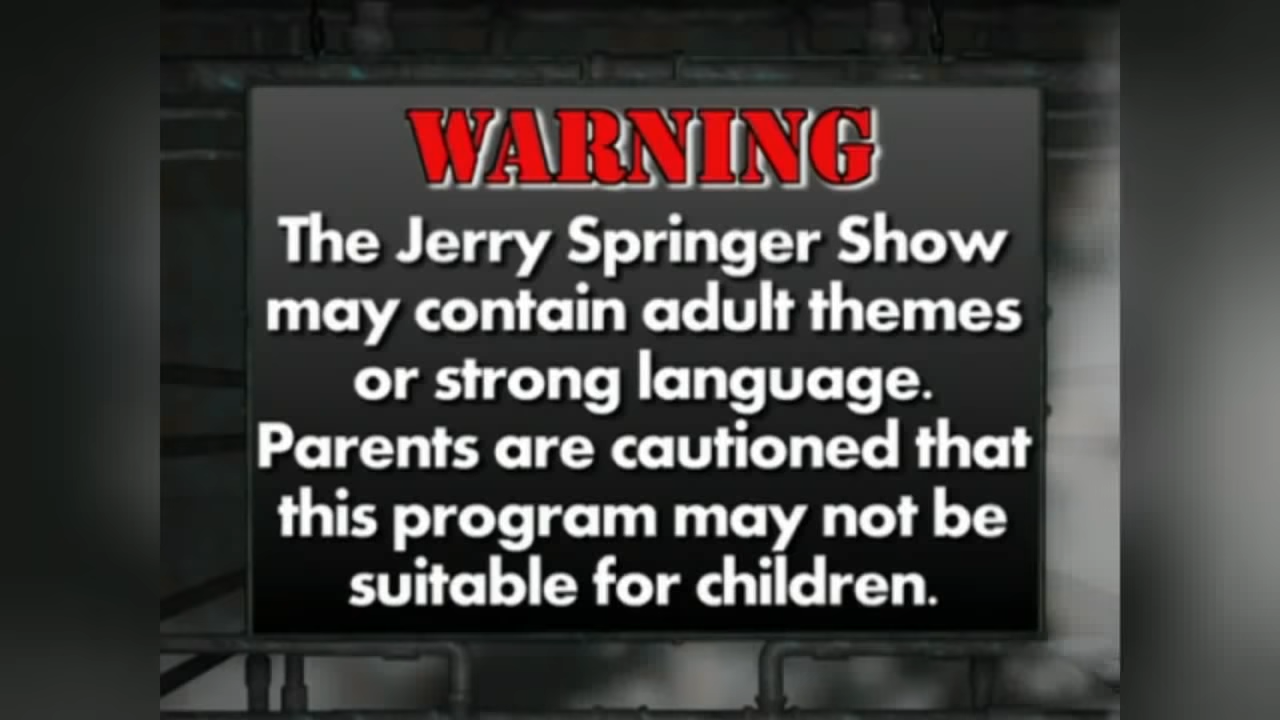 WARNING
The Jerry Springer Show
may contain adult themes
or strong language.
Parents are cautioned that
this program may not be
suitable for children.